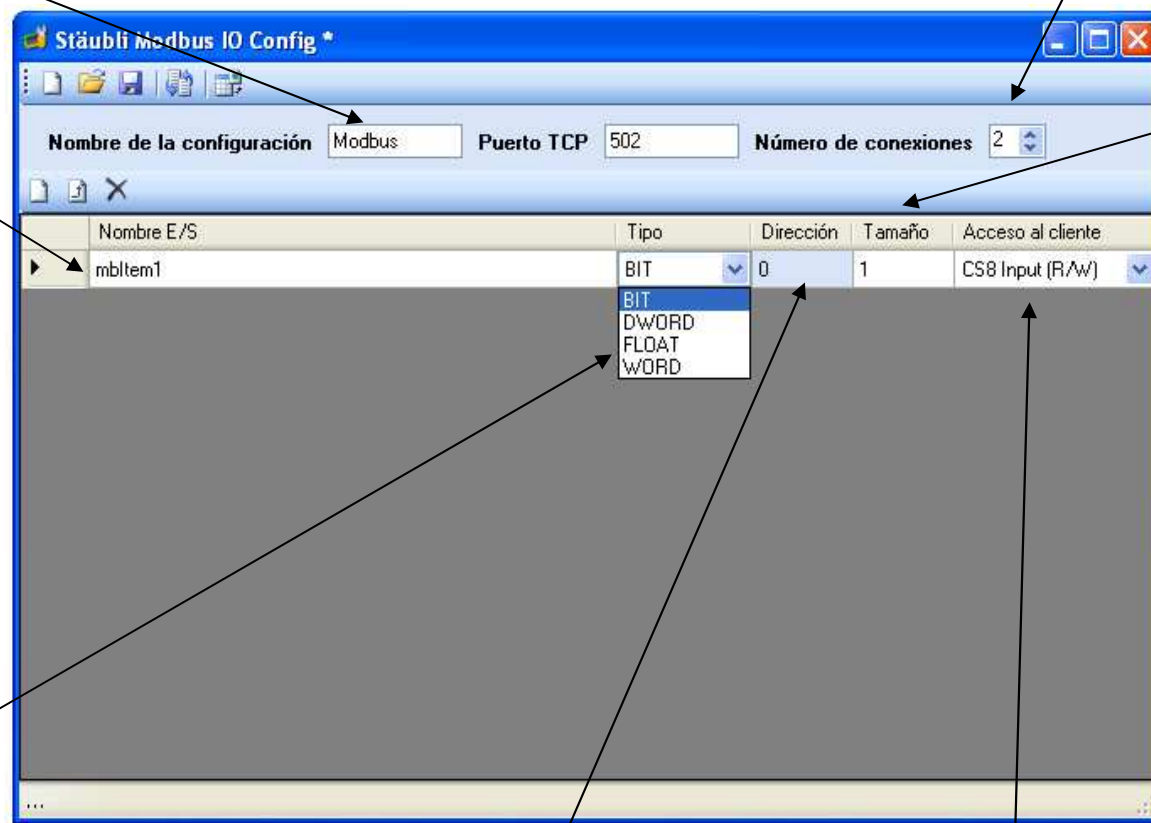 Stäubli Modbus IO Config *
Nombre de la configuración Modbus Puerto TCP 502 Número de conexiones 2
Nombre E/S Tipo Dirección Tamaño Acceso al cliente
mbItem1 BIT 0 1 CS8 Input (R/W)
BIT
DWORD
FLOAT
WORD
...